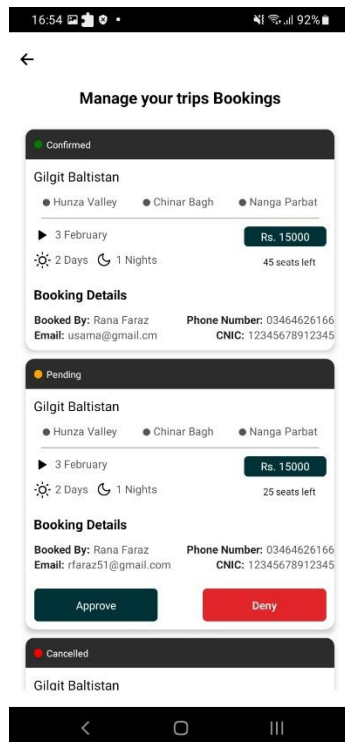 16:54 92%
Manage your trips Bookings
Confirmed
Gilgit Baltistan
Hunza Valley Chinar Bagh Nanga Parbat
3 February Rs. 15000
2 Days 1 Nights 45 seats left
Booking Details
Booked By: Rana Faraz Phone Number: 03464626166
Email: usama@gmail.cm CNIC: 12345678912345
Pending
Gilgit Baltistan
Hunza Valley Chinar Bagh Nanga Parbat
3 February Rs. 15000
2 Days 1 Nights 25 seats left
Booking Details
Booked By: Rana Faraz Phone Number: 03464626166
Email: rfaraz51@gmail.com CNIC: 12345678912345
Approve Deny
Cancelled
Gilgit Baltistan